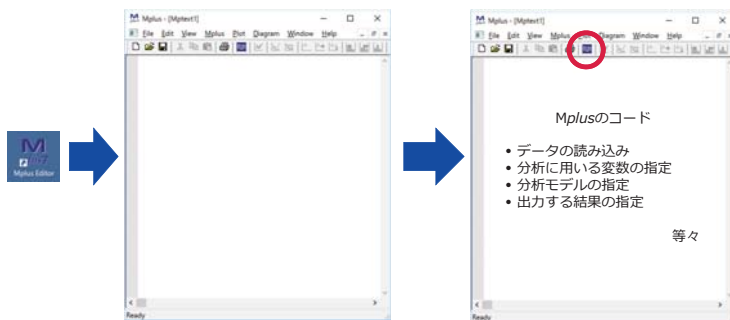 Mplus Editor
Mplus - [Mptest1]
File Edit View Mplus Plot Diagram Window Help
Ready
Mplus - [Mptest1]
File Edit View Mplus Diagram Window Help
Mplusのコード
• データの読み込み
• 分析に用いる変数の指定
• 分析モデルの指定
• 出力する結果の指定
等々
Ready